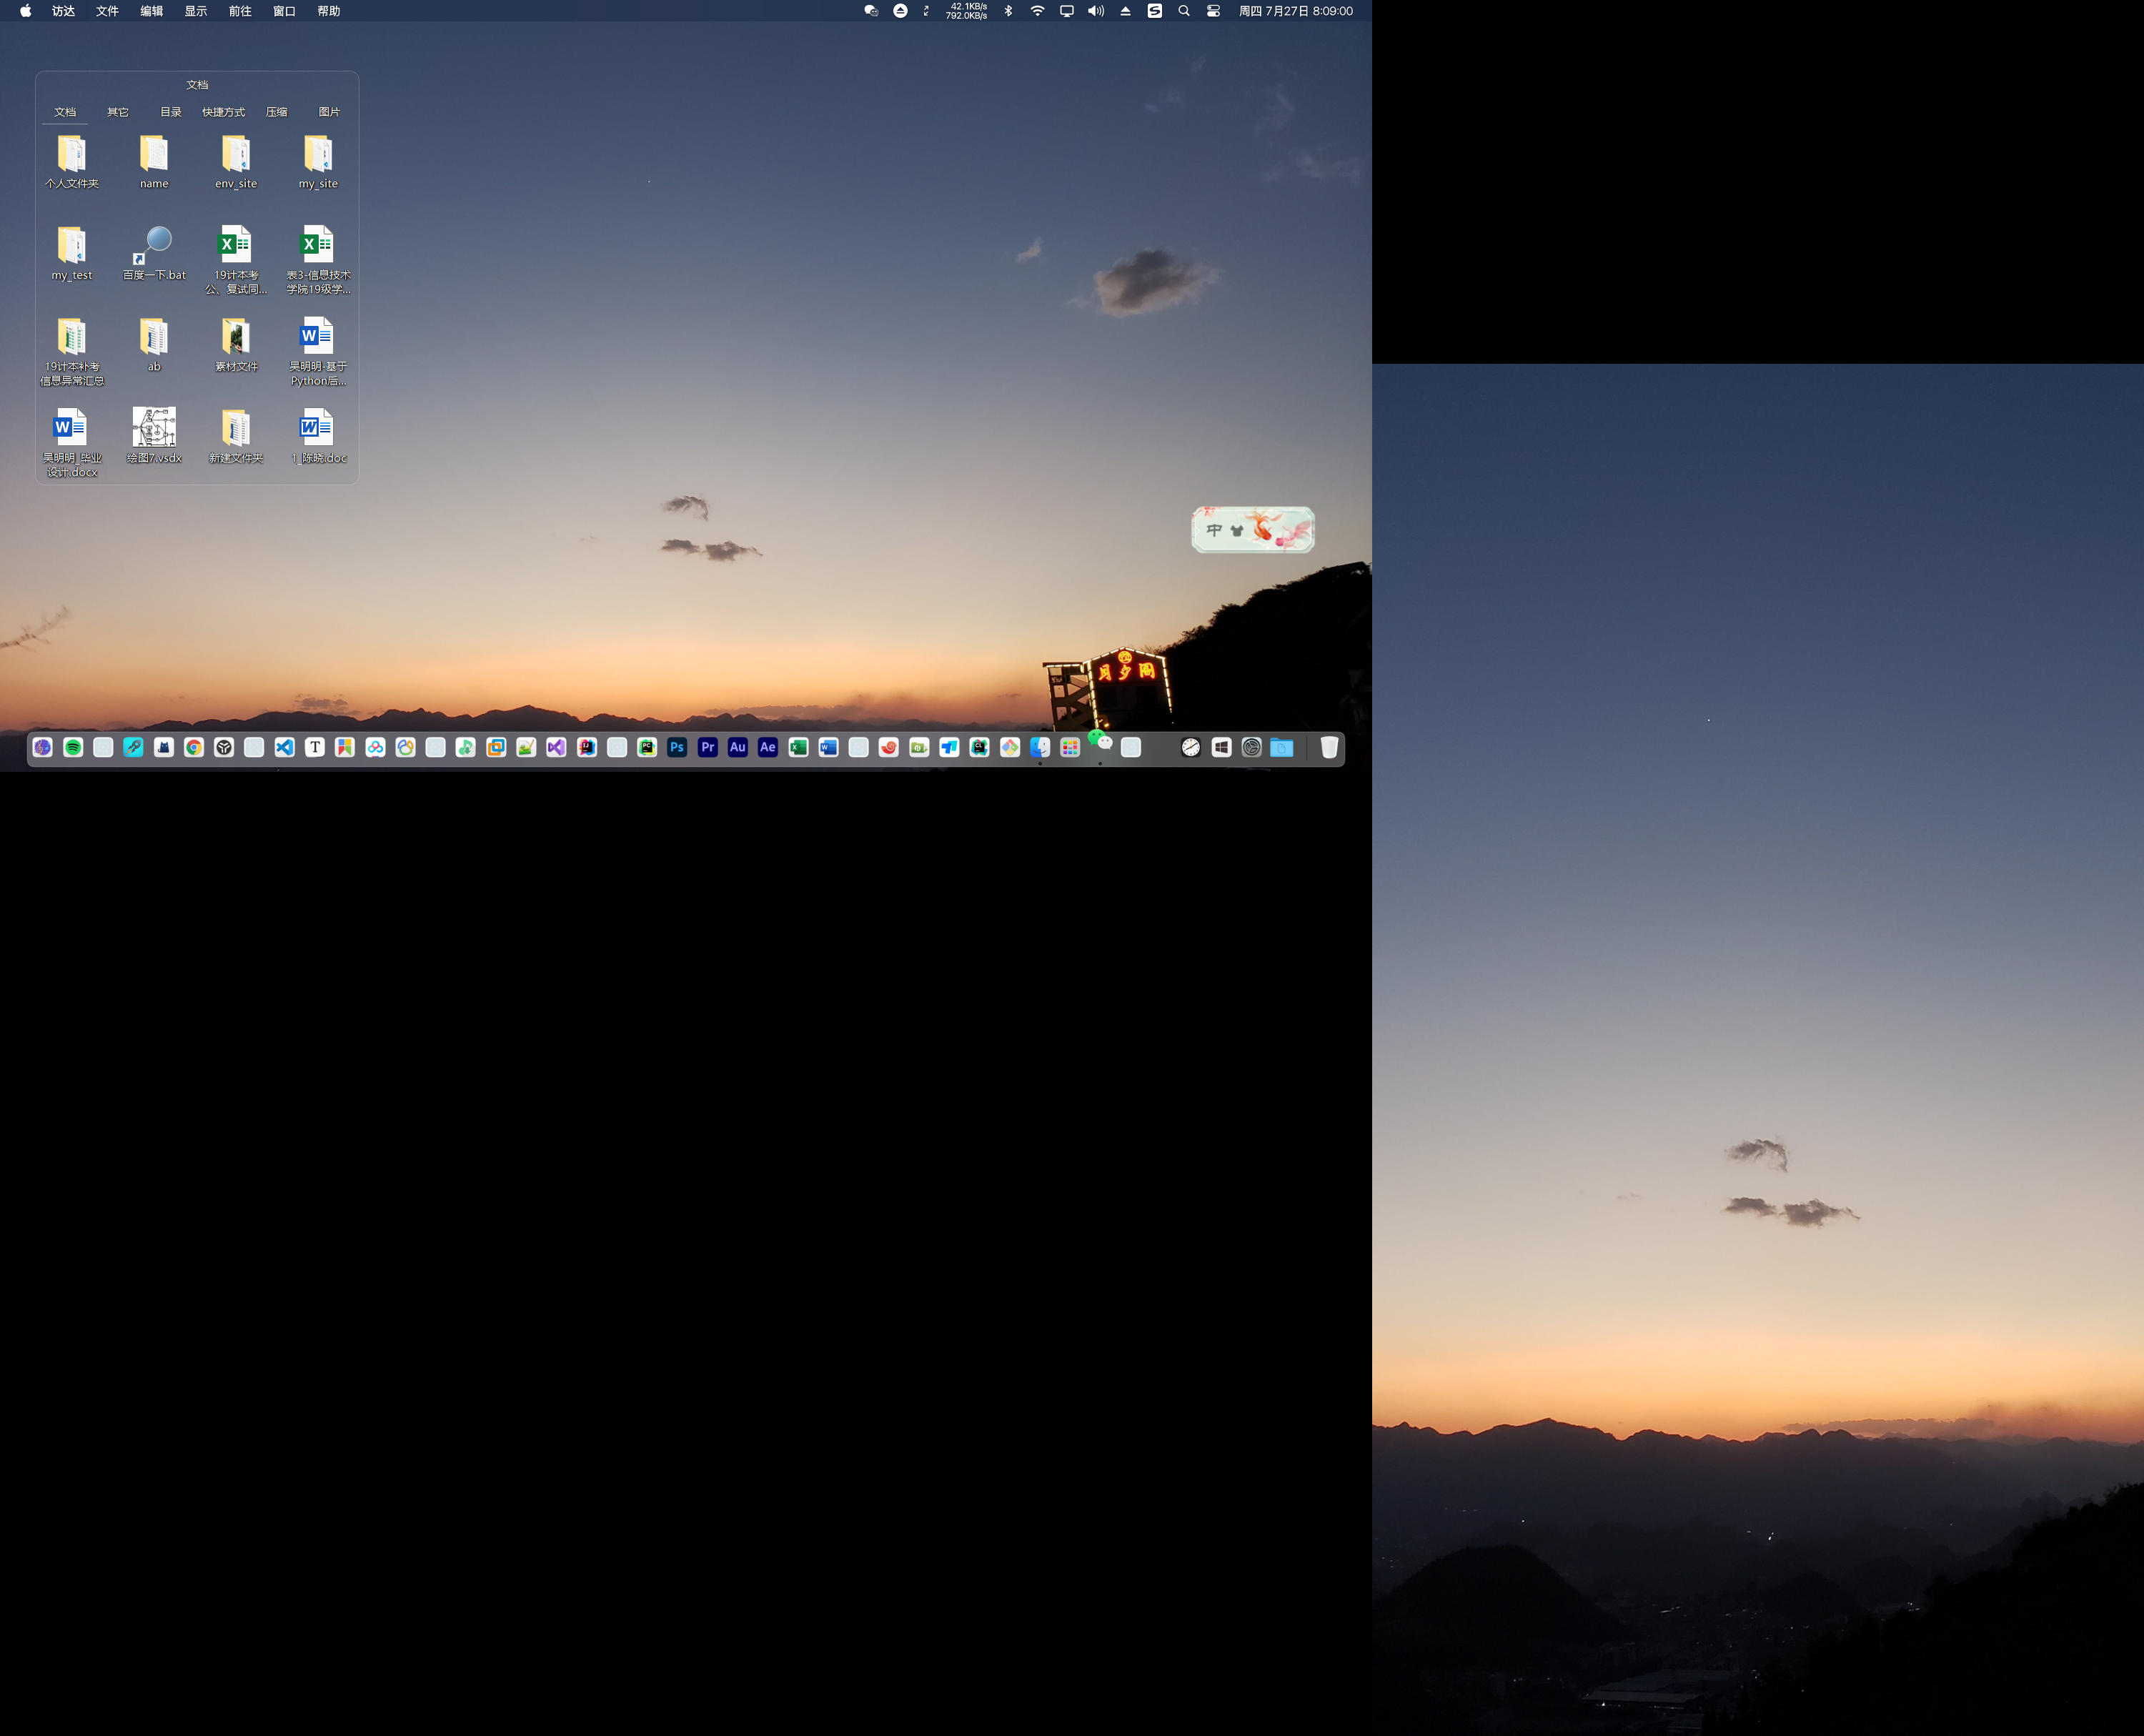 访达 文件 编辑 显示 前往 窗口 帮助
42.1KB/s
792.0KB/s
周四 7月27日 8:09:00
文档
文档 其它 目录 快捷方式 压缩 图片
个人文件夹 name env_site my_site
my_test 百度一下.bat 19计本考 表3-信息技术
公、复试同... 学院19级学...
19计本补考 ab 素材文件 吴明明-基于
信息异常汇总 Python后...
吴明明_毕业 绘图7.vsdx 新建文件夹 1_陈晓.doc
设计.docx
中
月夕阁
T Ps Pr Au Ae